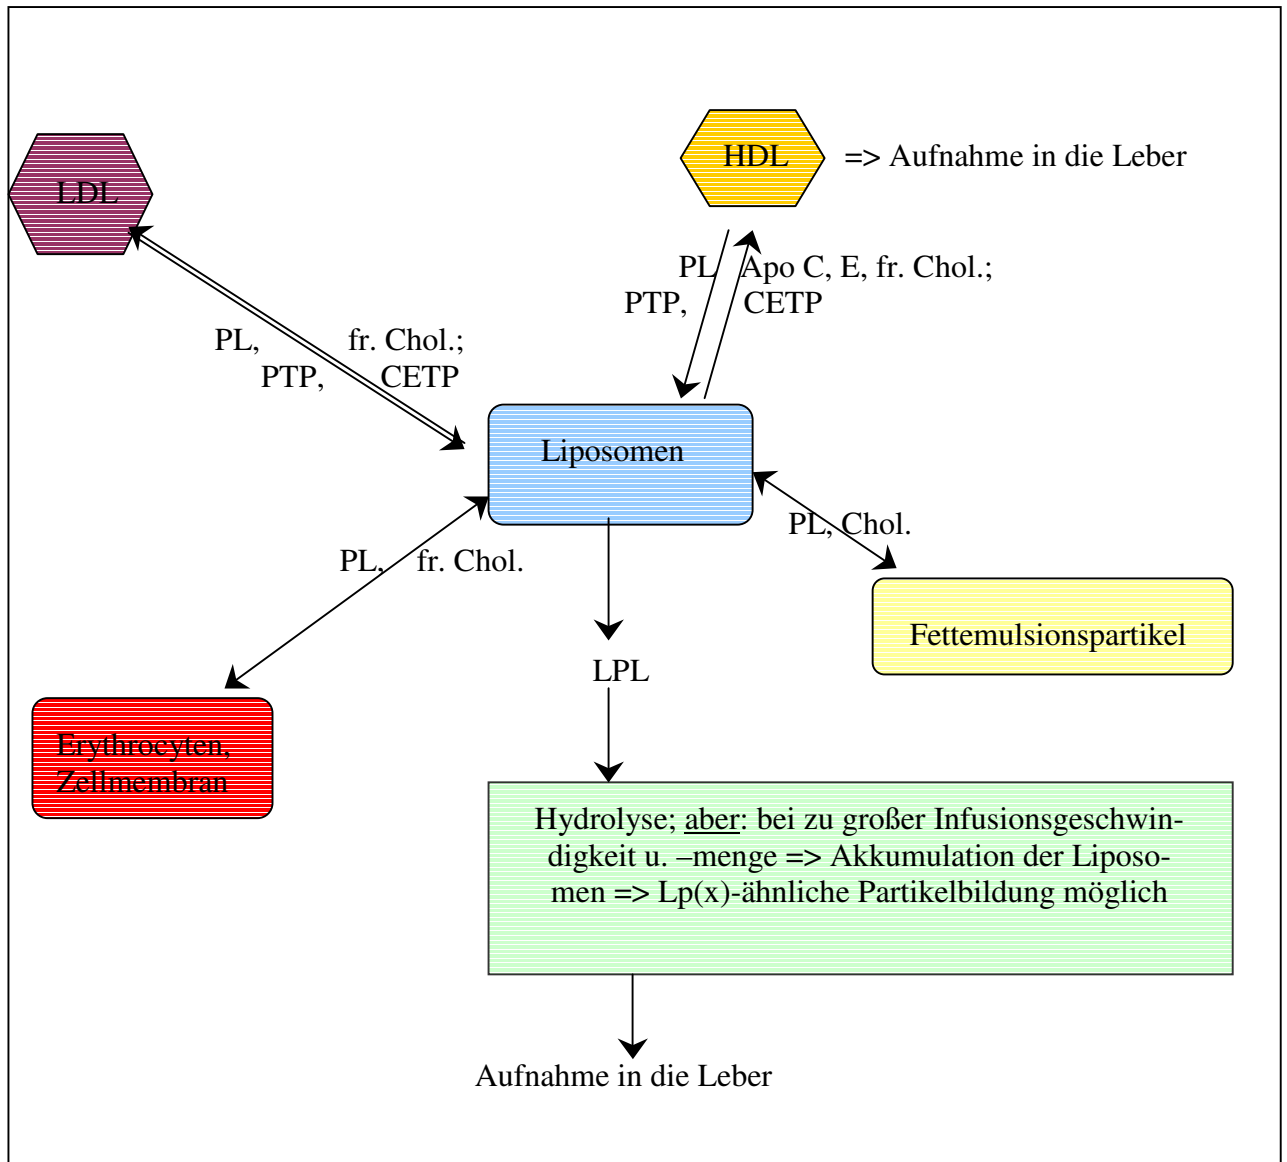 HDL => Aufnahme in die Leber
LDL
PL Apo C, E, fr. Chol.;
PTP, CETP
PL, fr. Chol.;
PTP, CETP
Liposomen
PL, Chol.
PL, fr. Chol.
Fettemulsionspartikel
LPL
Erythrocyten,
Zellmembran
Hydrolyse; aber: bei zu großer Infusionsgeschwin-
digkeit u. –menge => Akkumulation der Liposo-
men => Lp(x)-ähnliche Partikelbildung möglich
Aufnahme in die Leber